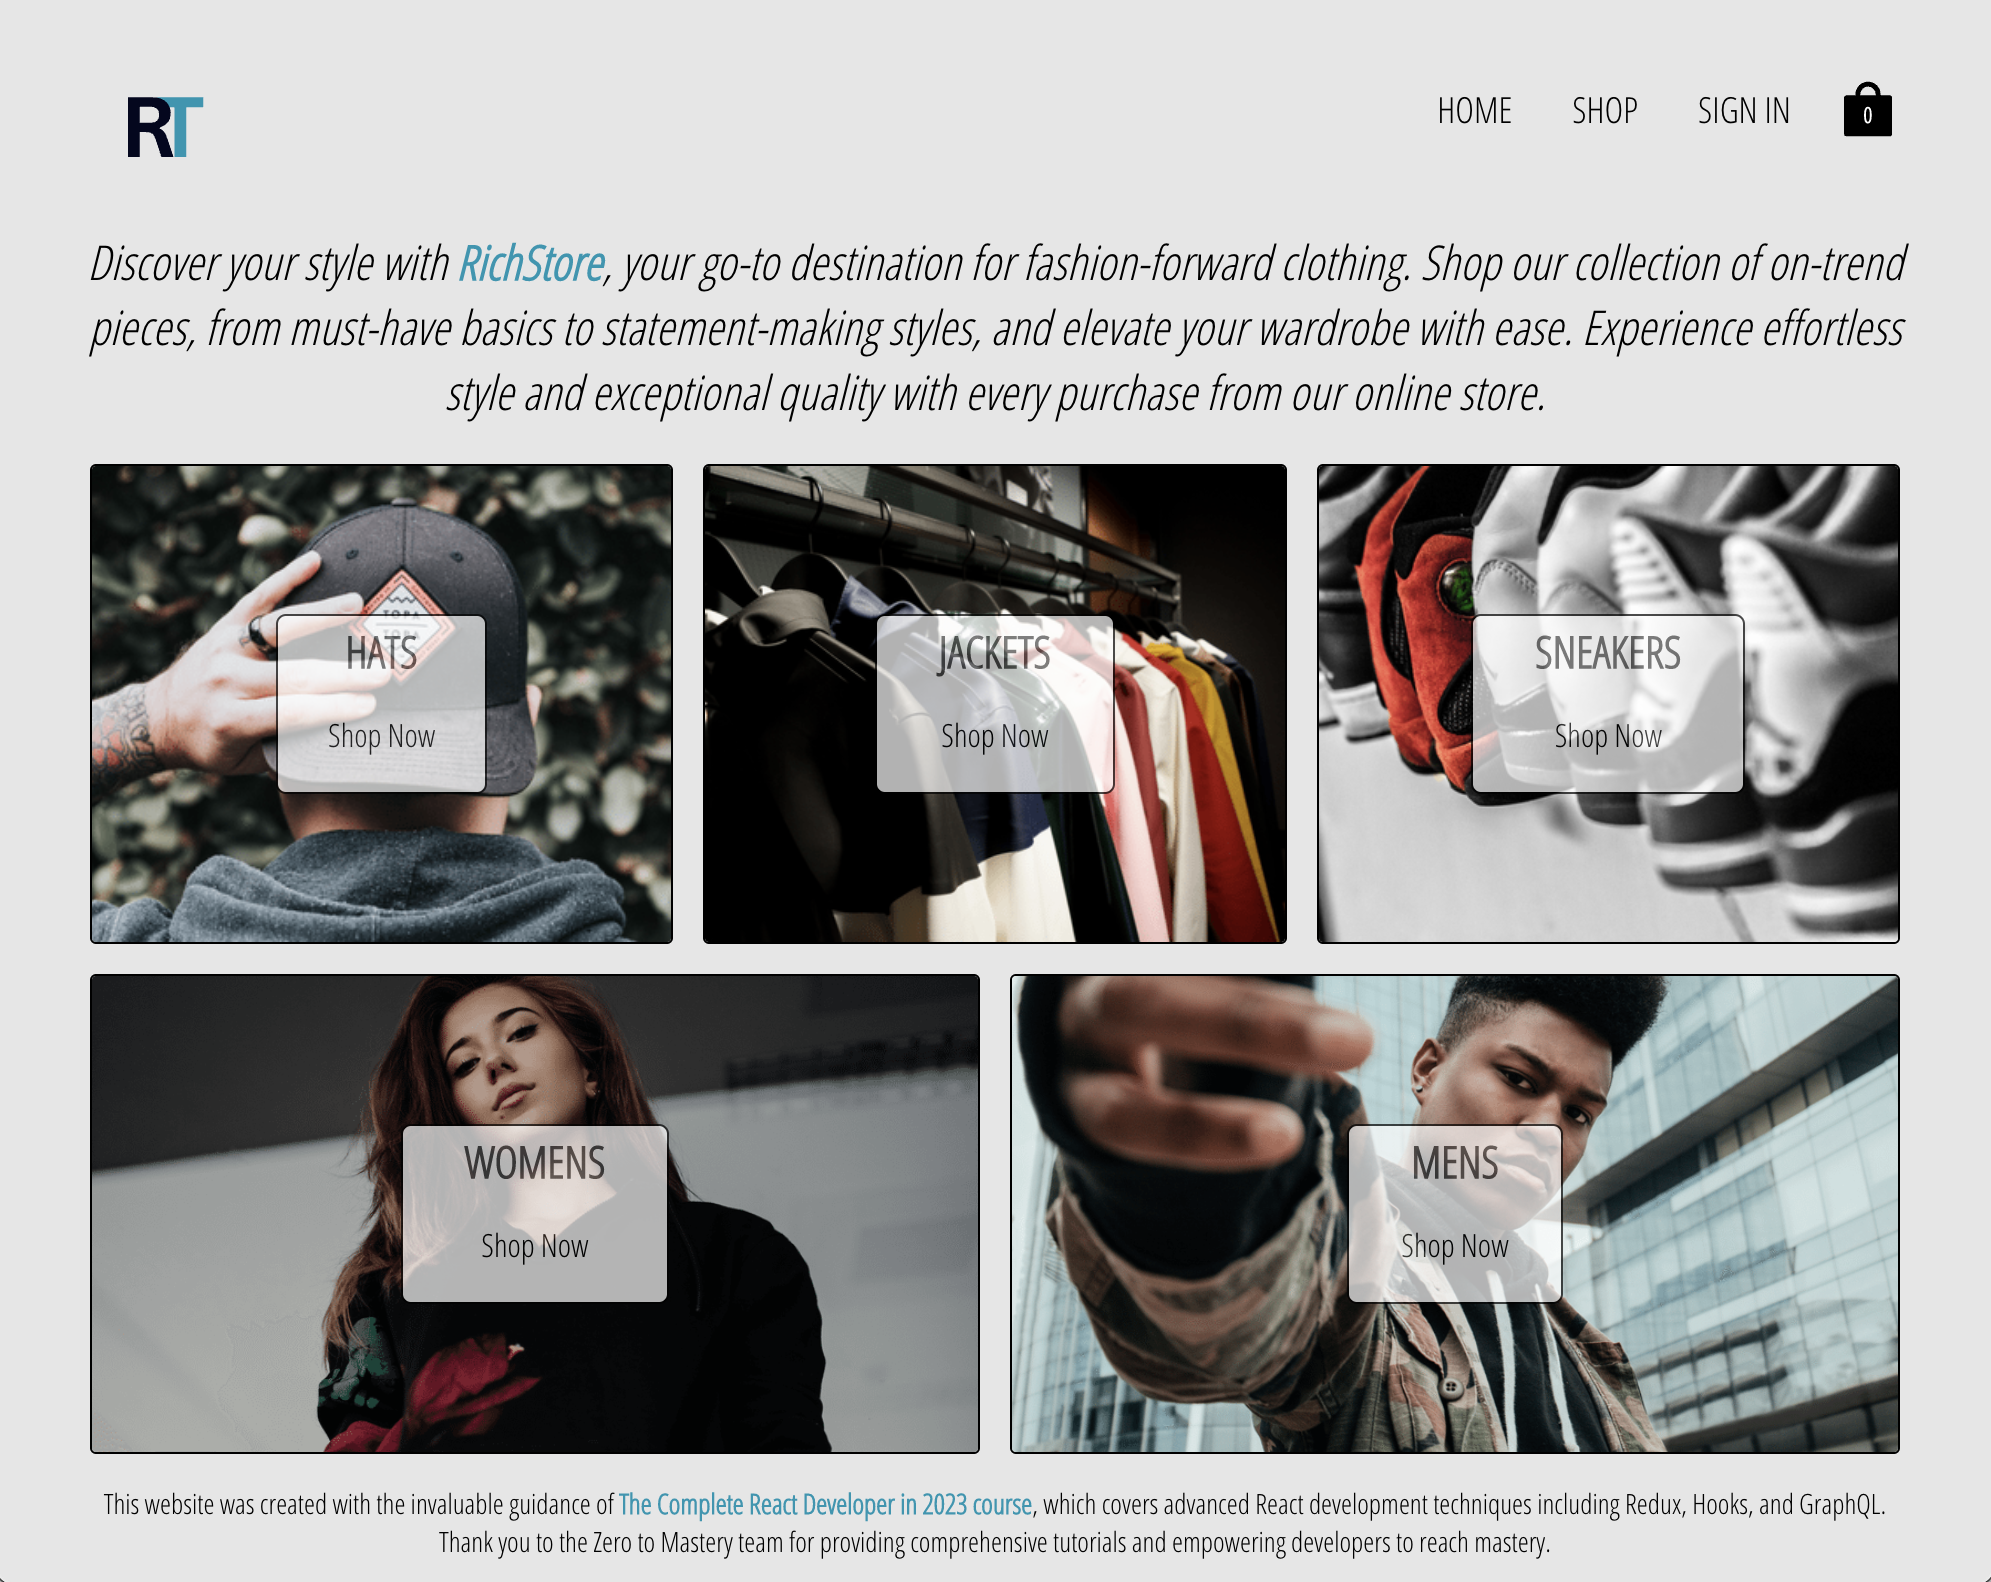 RT
HOME SHOP SIGN IN 0
Discover your style with RichStore, your go-to destination for fashion-forward clothing. Shop our collection of on-trend
pieces, from must-have basics to statement-making styles, and elevate your wardrobe with ease. Experience effortless
style and exceptional quality with every purchase from our online store.
TOPA
TOPA
HATS
Shop Now
JACKETS
Shop Now
SNEAKERS
Shop Now
WOMENS
Shop Now
MENS
Shop Now
This website was created with the invaluable guidance of The Complete React Developer in 2023 course, which covers advanced React development techniques including Redux, Hooks, and GraphQL.
Thank you to the Zero to Mastery team for providing comprehensive tutorials and empowering developers to reach mastery.